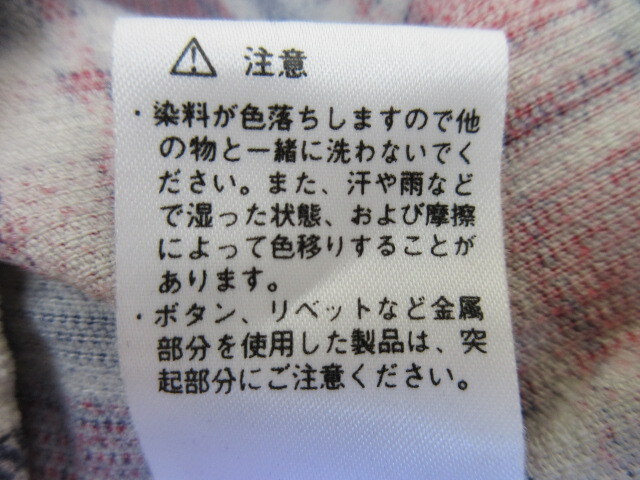 注意
・染料が色落ちしますので他
の物と一緒に洗わないでく
ださい。また、汗や雨など
で湿った状態、および摩擦
によって色移りすることが
あります。
・ボタン、リベットなど金属
部分を使用した製品は、突
起部分にご注意ください。